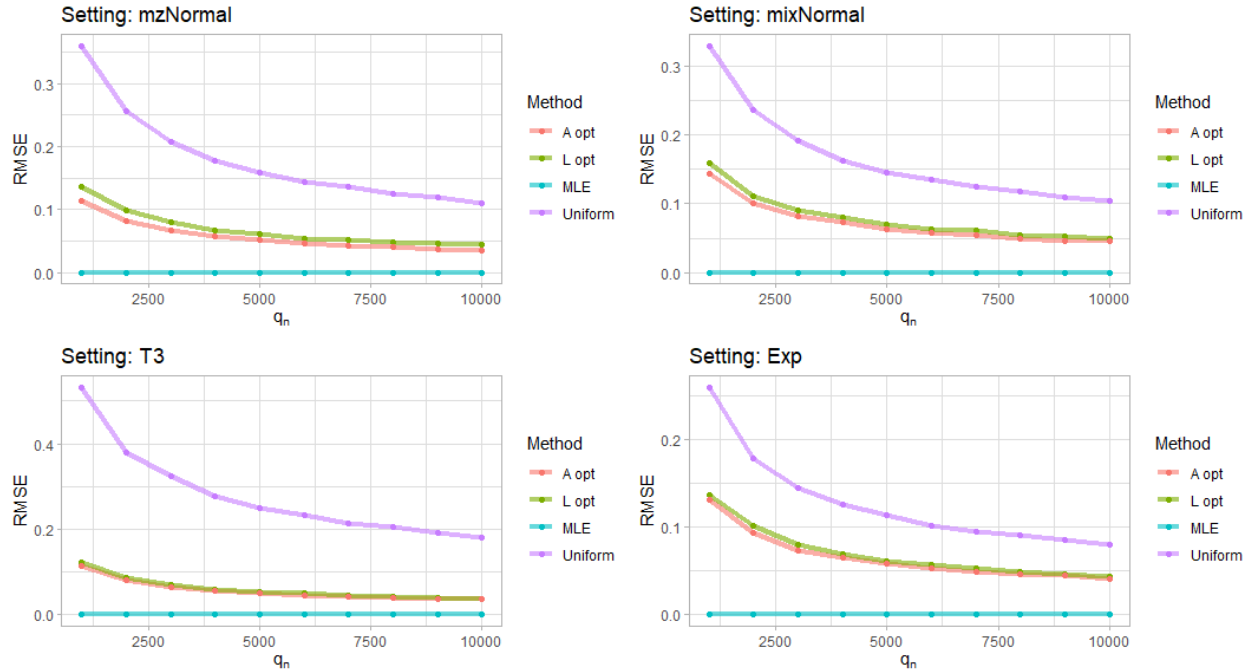 Setting: mzNormal
RMSE
0.3
0.2
0.1
0.0
2500 5000 7500 10000
qn
Method
A opt
L opt
MLE
Uniform
Setting: mixNormal
RMSE
0.3
0.2
0.1
0.0
2500 5000 7500 10000
qn
Method
A opt
L opt
MLE
Uniform
Setting: T3
RMSE
0.4
0.2
0.0
2500 5000 7500 10000
qn
Method
A opt
L opt
MLE
Uniform
Setting: Exp
RMSE
0.2
0.1
0.0
2500 5000 7500 10000
qn
Method
A opt
L opt
MLE
Uniform